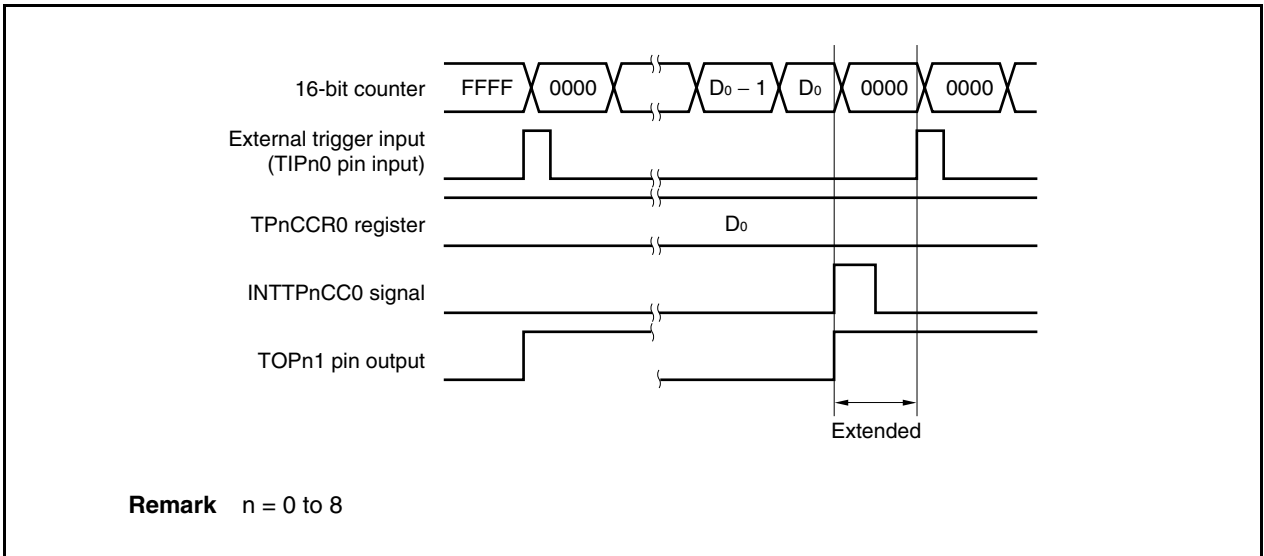 16-bit counter FFFF 0000 D0 – 1 D0 0000 0000
External trigger input
(TIPn0 pin input)
TPnCCR0 register D0
INTTPnCC0 signal
TOPn1 pin output
Extended
Remark n = 0 to 8